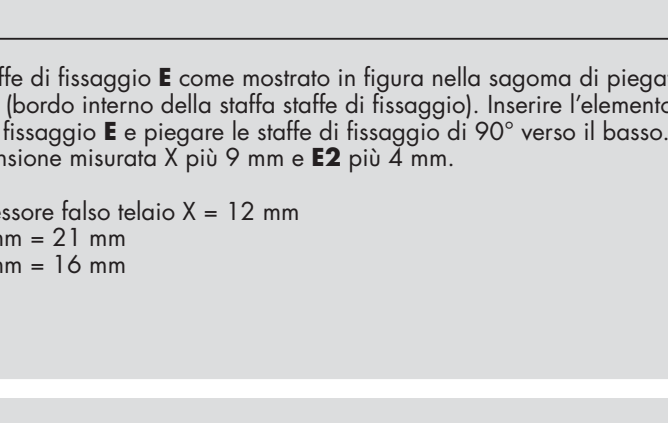 ffe di fissaggio E come mostrato in figura nella sagoma di piega
(bordo interno della staffa staffe di fissaggio). Inserire l’elemento
fissaggio E e piegare le staffe di fissaggio di 90° verso il basso.
nsione misurata X più 9 mm e E2 più 4 mm.
essore falso telaio X = 12 mm
mm = 21 mm
mm = 16 mm